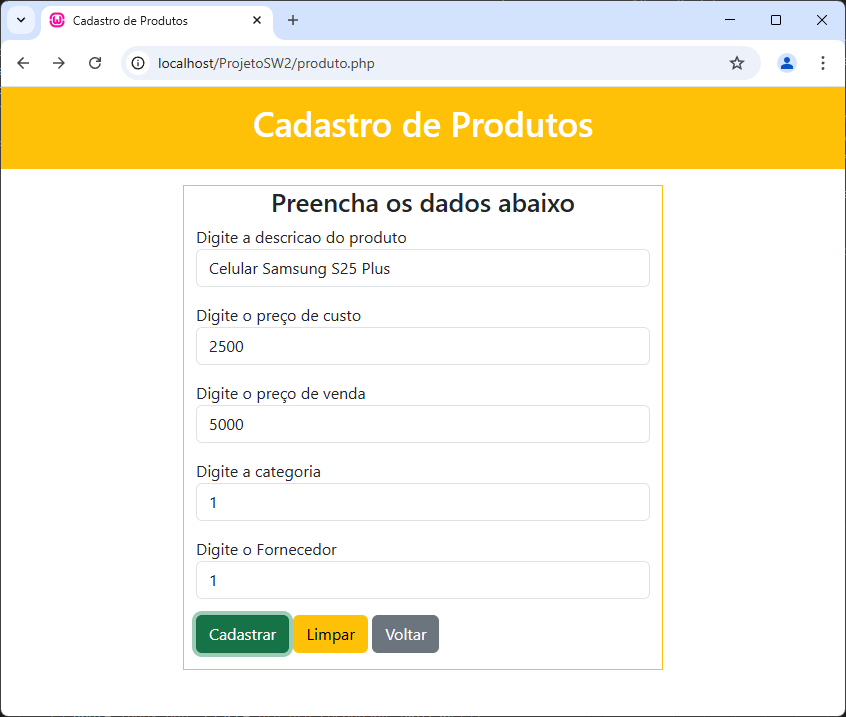 Cadastro de Produtos
localhost/ProjetoSW2/produto.php
Cadastro de Produtos
Preencha os dados abaixo
Digite a descricao do produto
Celular Samsung S25 Plus
Digite o preço de custo
2500
Digite o preço de venda
5000
Digite a categoria
1
Digite o Fornecedor
1
Cadastrar Limpar Voltar